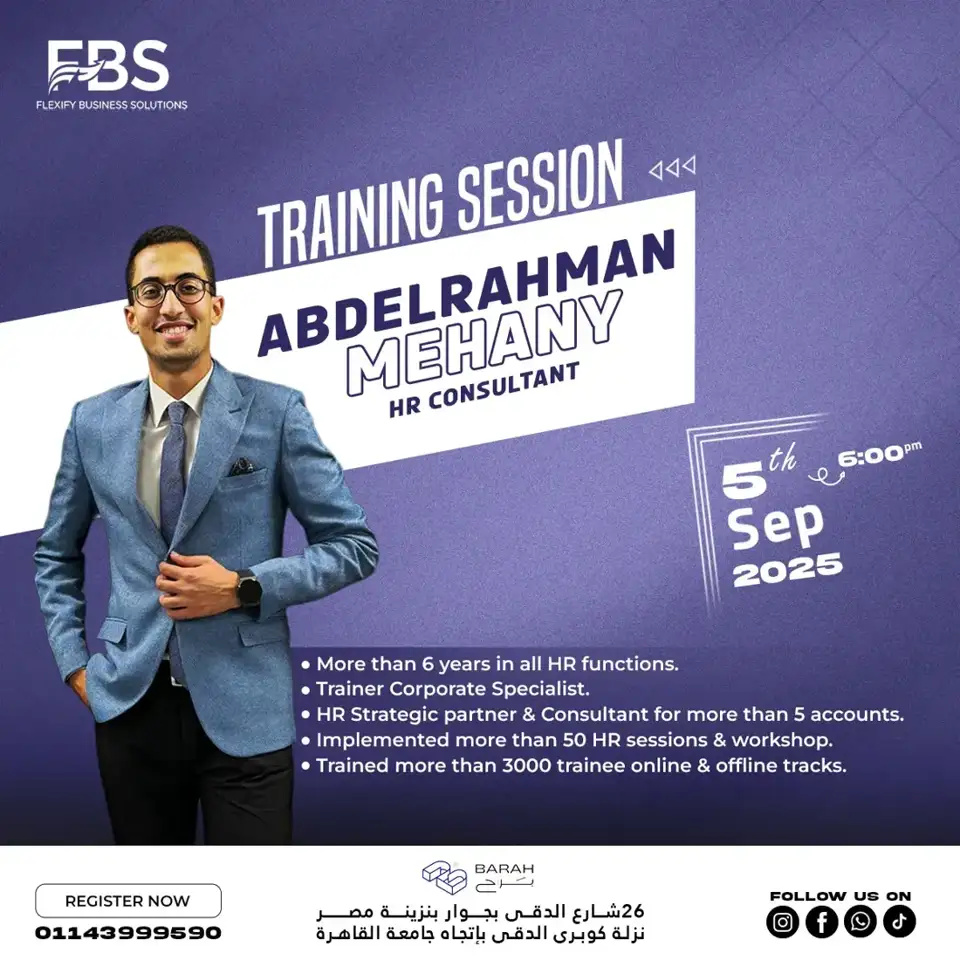 FBS
FLEXIFY BUSINESS SOLUTIONS
TRAINING SESSION
ABDELRAHMAN
MEHANY
HR CONSULTANT
5th
6:00pm
Sep
2025
• More than 6 years in all HR functions.
• Trainer Corporate Specialist.
• HR Strategic partner & Consultant for more than 5 accounts.
• Implemented more than 50 HR sessions & workshop.
• Trained more than 3000 trainee online & offline tracks.
REGISTER NOW
01143999590
BARAH
بَرَح
26شارع الدقى بجوار بنزينة مصر
نزلة كوبرى الدقى بإتجاه جامعة القاهرة
FOLLOW US ON